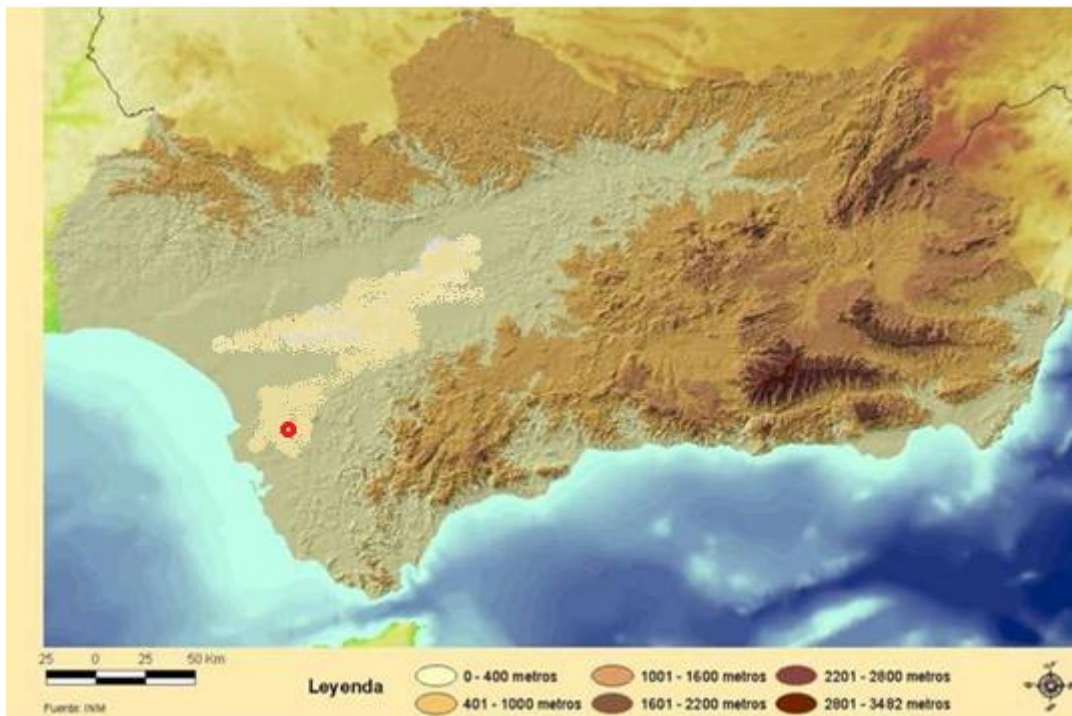 25 0 25 50 Km
Leyenda
0 - 400 metros
401 - 1000 metros
1001 - 1600 metros
1601 - 2200 metros
2201 - 2800 metros
2801 - 3482 metros
Fuente: INM